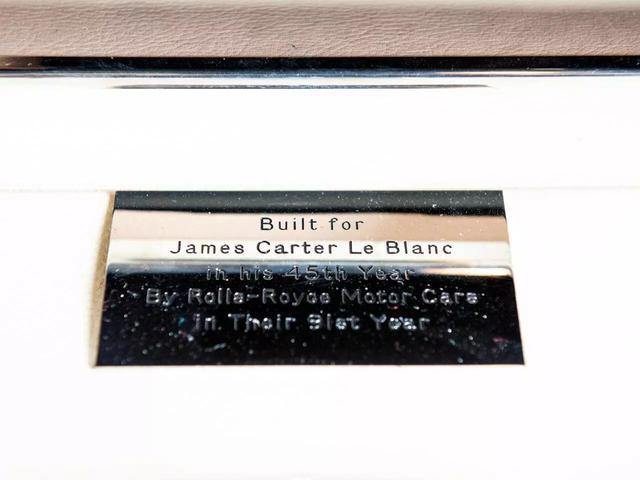 Built for
James Carter Le Blanc
in his 45th Year
By Rolls-Royce Motor Cars
in Their 91st Year